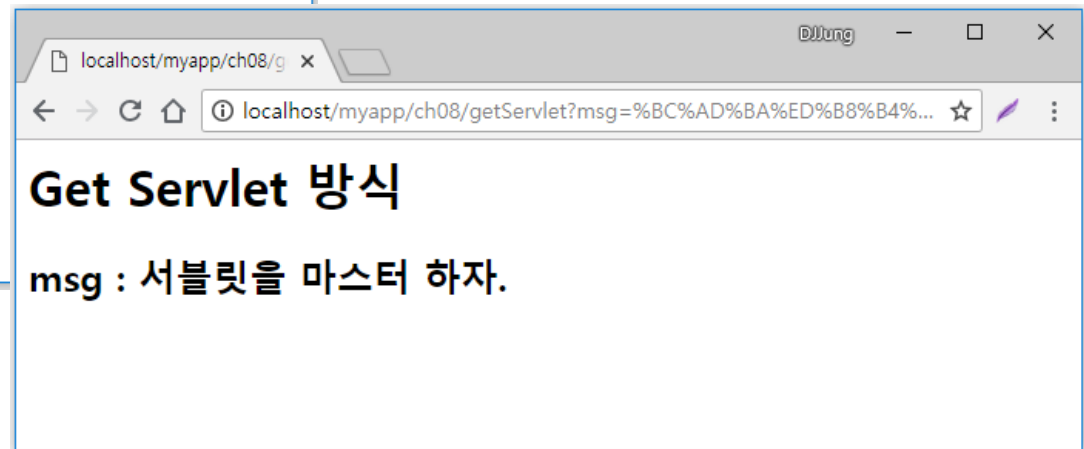 DJJung
localhost/myapp/ch08/g
localhost/myapp/ch08/getServlet?msg=%BC%AD%BA%ED%B8%B4%...
Get Servlet 방식
msg : 서블릿을 마스터 하자.